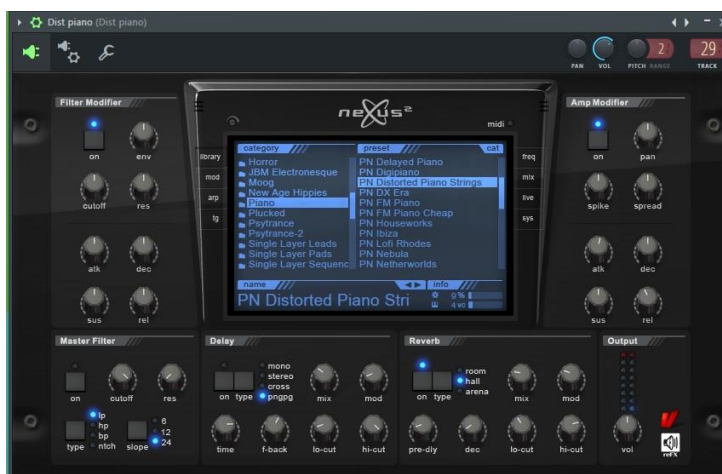 Dist piano (Dist piano)
PAN VOL PITCH RANGE 2 29 TRACK
Filter Modifier
on env
cutoff res
atk dec
sus rel
nexus²
midi
library
mod
arp
tg
category preset cat
Horror PN Delayed Piano
JBM Electronesque PN Digipiano
Moog PN Distorted Piano Strings
New Age Hippies PN DX Era
Piano PN FM Piano
Plucked PN FM Piano Cheap
Psytrance PN Houseworks
Psytrance-2 PN Ibiza
Single Layer Leads PN Lofi Rhodes
Single Layer Pads PN Nebula
Single Layer Sequenc PN Netherworlds
name info
PN Distorted Piano Stri
9 %
4 vc
freq
mix
live
sys
Amp Modifier
on pan
spike spread
atk dec
sus rel
Master Filter
on cutoff res
type
lp
hp
bp
ntch
slope
6
12
24
Delay
on type
mono
stereo
cross
pngpg
mix mod
time f-back lo-cut hi-cut
Reverb
on type
room
hall
arena
mix mod
pre-dly dec lo-cut hi-cut
Output
vol
reFX